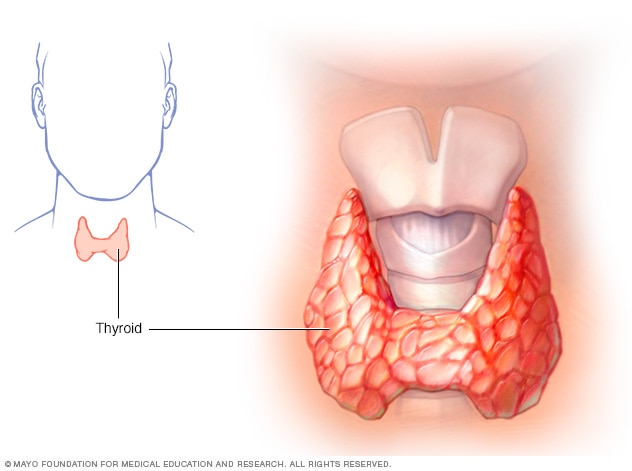 Thyroid
© MAYO FOUNDATION FOR MEDICAL EDUCATION AND RESEARCH. ALL RIGHTS RESERVED.